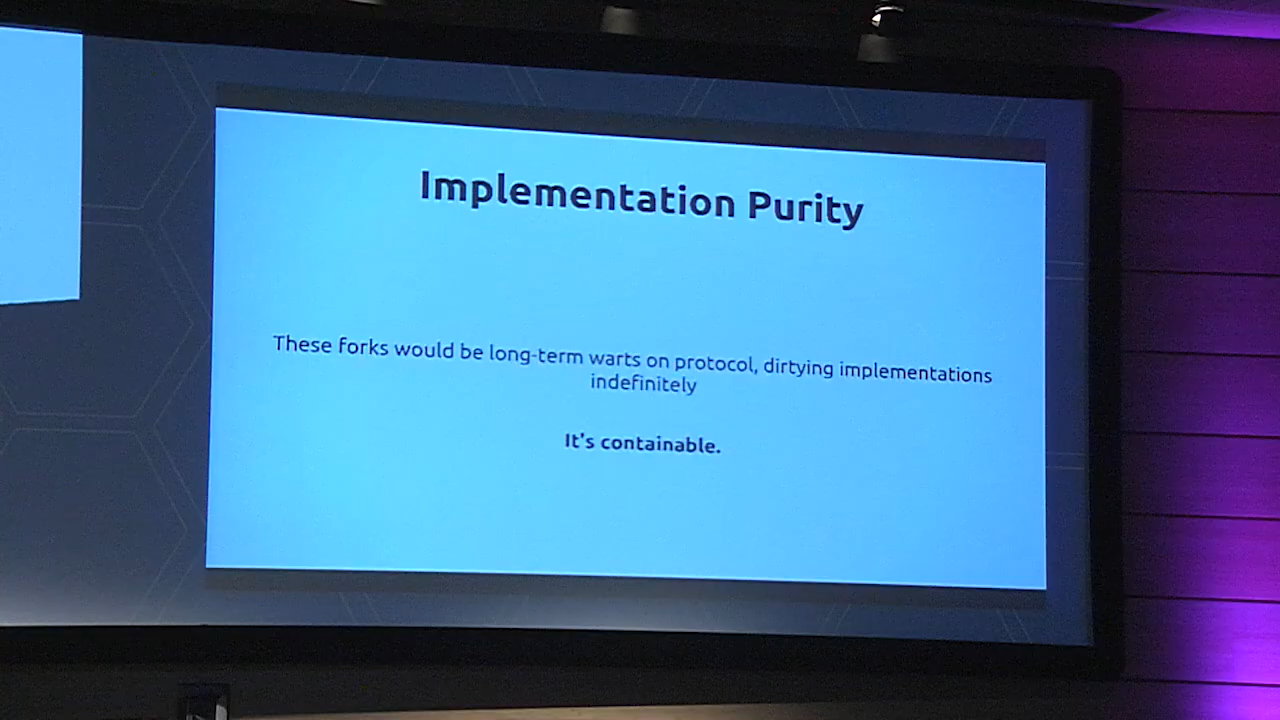 Implementation Purity
These forks would be long-term warts on protocol, dirtying implementations
indefinitely
It's containable.